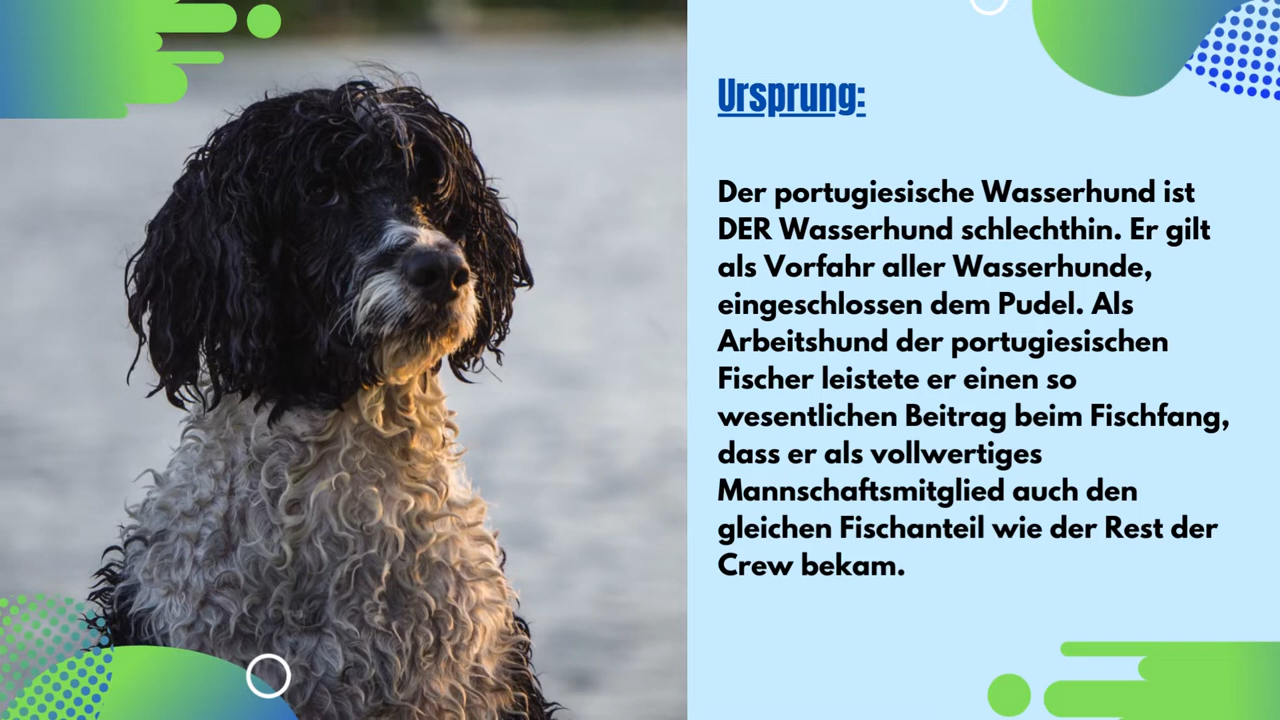 Ursprung:
Der portugiesische Wasserhund ist
DER Wasserhund schlechthin. Er gilt
als Vorfahr aller Wasserhunde,
eingeschlossen dem Pudel. Als
Arbeitshund der portugiesischen
Fischer leistete er einen so
wesentlichen Beitrag beim Fischfang,
dass er als vollwertiges
Mannschaftsmitglied auch den
gleichen Fischanteil wie der Rest der
Crew bekam.